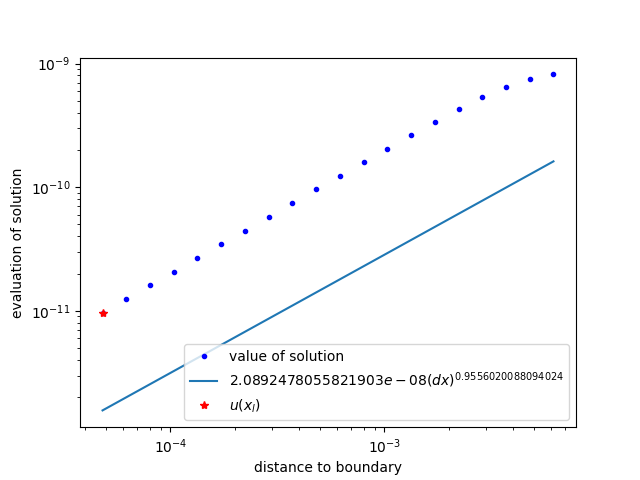 10⁻⁹
10⁻¹⁰
10⁻¹¹
evaluation of solution
value of solution
2.0892478055821903e − 08(dx)^0.9556020088094024
u(x_l)
10⁻⁴
10⁻³
distance to boundary